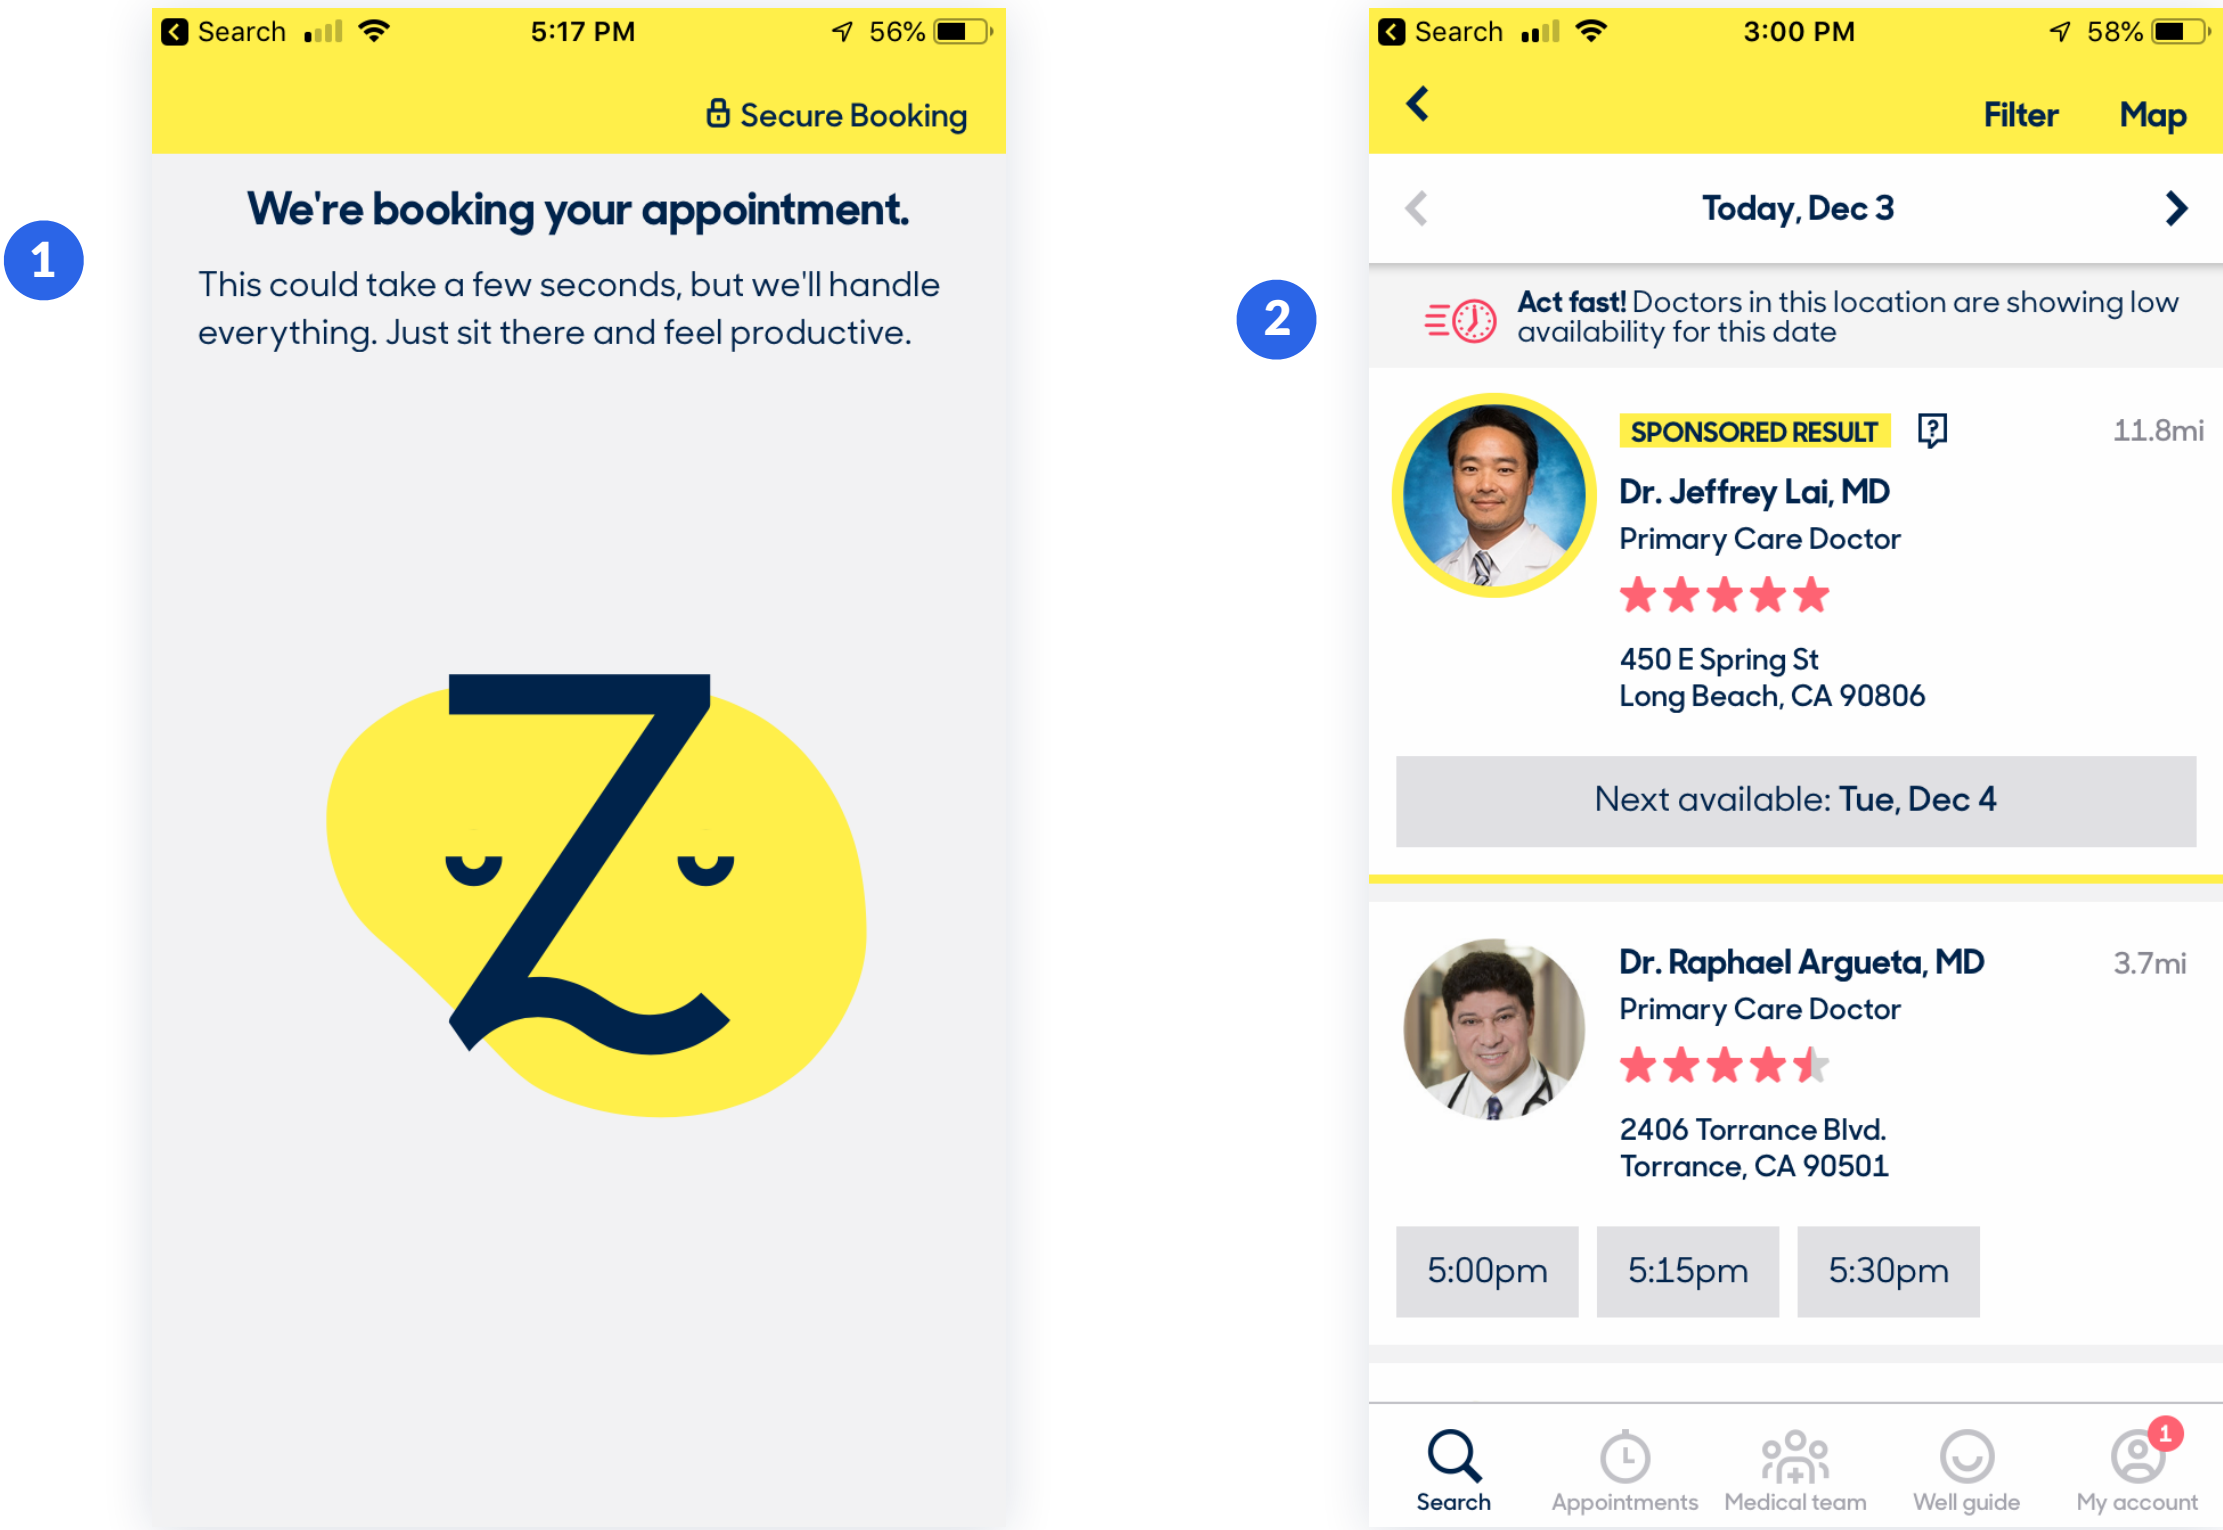 Search
5:17 PM
56%
Secure Booking
1
We're booking your appointment.
This could take a few seconds, but we'll handle
everything. Just sit there and feel productive.
Search
3:00 PM
58%
Filter
Map
Today, Dec 3
2
Act fast! Doctors in this location are showing low
availability for this date
SPONSORED RESULT
?
11.8mi
Dr. Jeffrey Lai, MD
Primary Care Doctor
450 E Spring St
Long Beach, CA 90806
Next available: Tue, Dec 4
Dr. Raphael Argueta, MD
3.7mi
Primary Care Doctor
2406 Torrance Blvd.
Torrance, CA 90501
5:00pm
5:15pm
5:30pm
1
Search
Appointments
Medical team
Well guide
My account